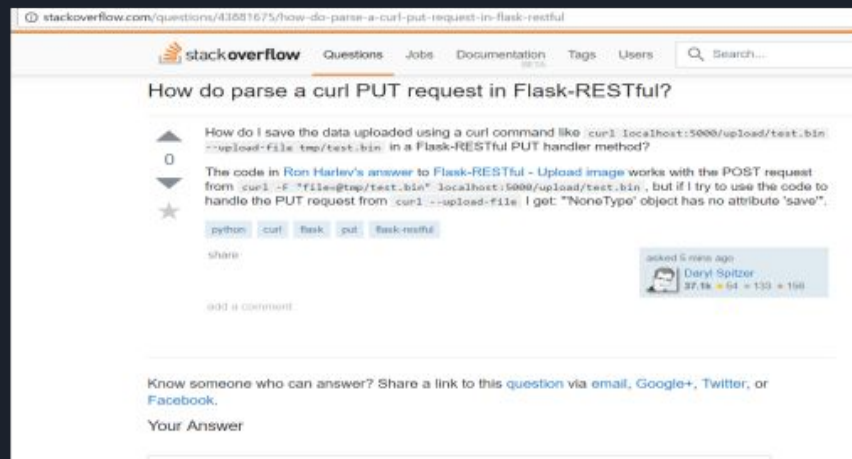 stackoverflow.com/questions/43681675/how-do-parse-a-curl-put-request-in-flask-restful
stackoverflow Questions Jobs Documentation BETA Tags Users Search...
How do parse a curl PUT request in Flask-RESTful?
How do I save the data uploaded using a curl command like curl localhost:5000/upload/test.bin
--upload-file tmp/test.bin in a Flask-RESTful PUT handler method?
0
The code in Ron Harlev's answer to Flask-RESTful - Upload image works with the POST request
from curl -F "file=@tmp/test.bin" localhost:5000/upload/test.bin, but if I try to use the code to
handle the PUT request from curl --upload-file I get: "'NoneType' object has no attribute 'save'".
python curl flask put flask-restful
share
asked 5 mins ago
Daryl Spitzer
37.1k 54 133 156
add a comment
Know someone who can answer? Share a link to this question via email, Google+, Twitter, or
Facebook.
Your Answer